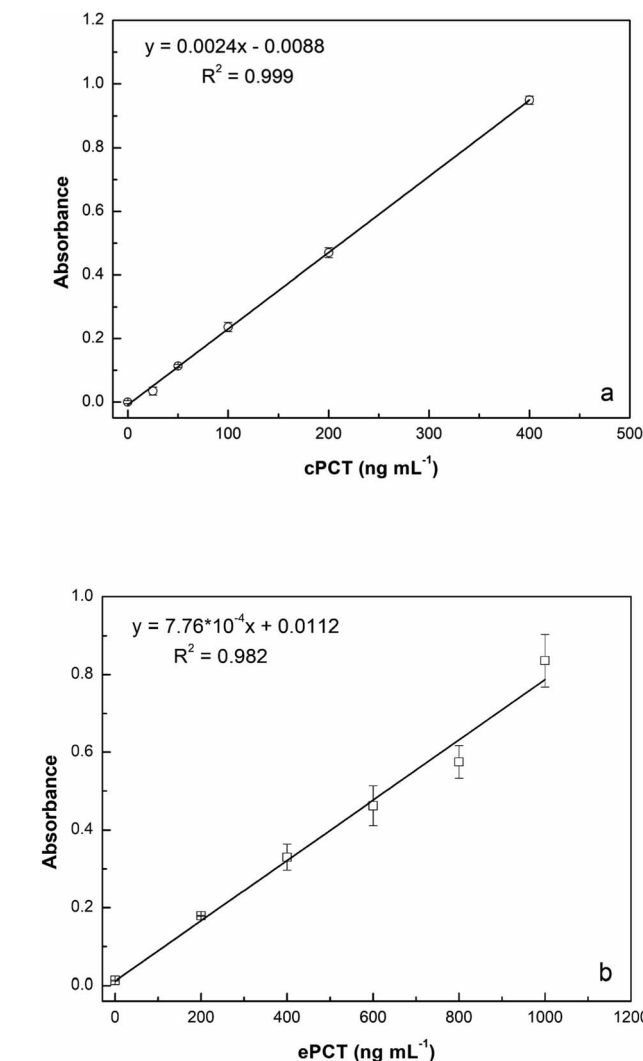 1.2
y = 0.0024x - 0.0088
R² = 0.999
1.0
0.8
0.6
0.4
0.2
0.0
Absorbance
a
0 100 200 300 400 500
cPCT (ng mL⁻¹)
1.0
y = 7.76*10⁻⁴x + 0.0112
R² = 0.982
0.8
0.6
0.4
0.2
0.0
Absorbance
b
0 200 400 600 800 1000 1200
ePCT (ng mL⁻¹)